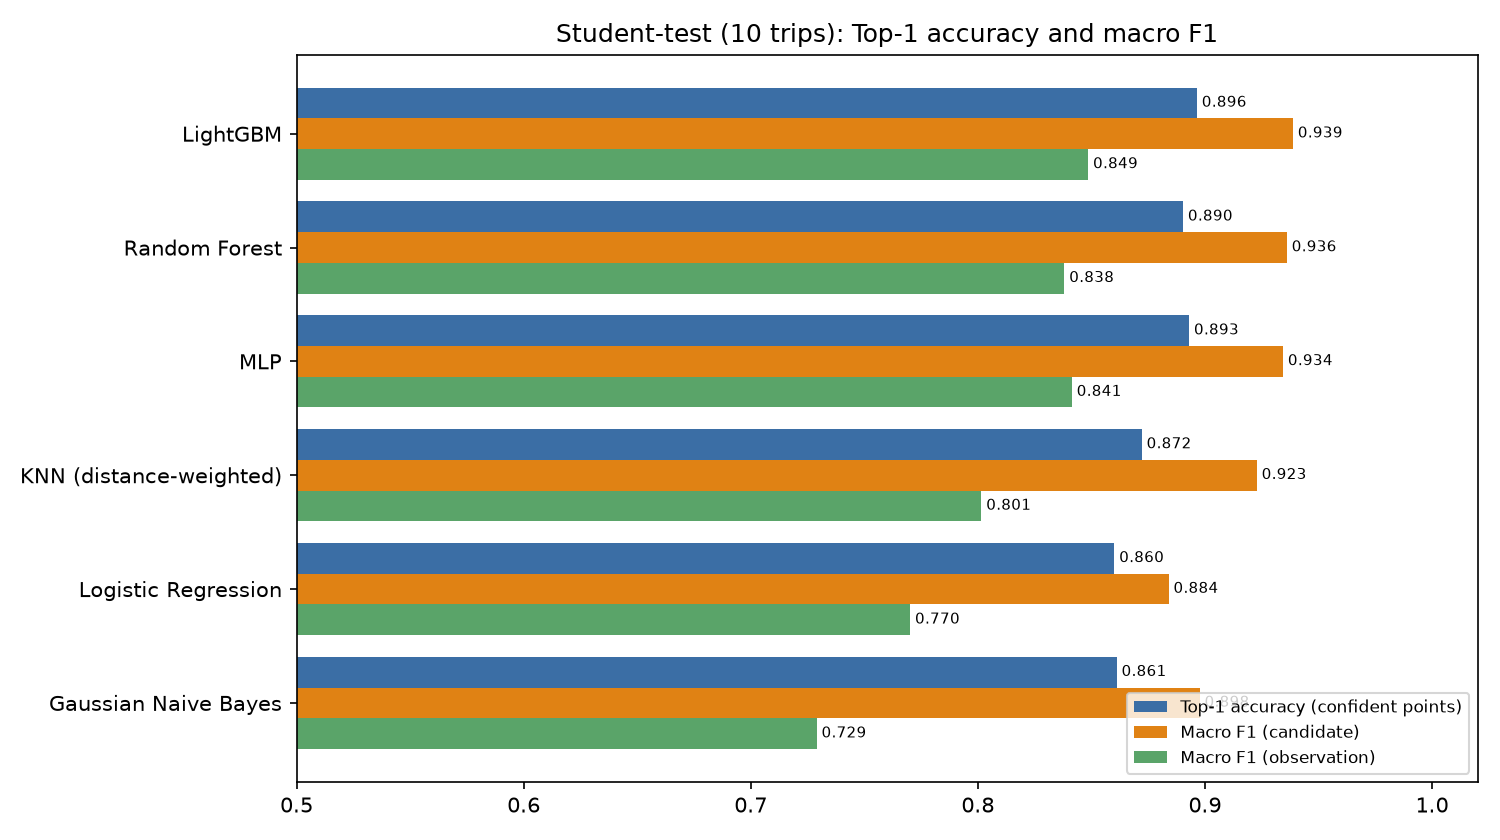 Student-test (10 trips): Top-1 accuracy and macro F1
LightGBM
0.896
0.939
0.849
Random Forest
0.890
0.936
0.838
MLP
0.893
0.934
0.841
KNN (distance-weighted)
0.872
0.923
0.801
Logistic Regression
0.860
0.884
0.770
Gaussian Naive Bayes
0.861
0.898
0.729
Top-1 accuracy (confident points)
Macro F1 (candidate)
Macro F1 (observation)
0.5 0.6 0.7 0.8 0.9 1.0